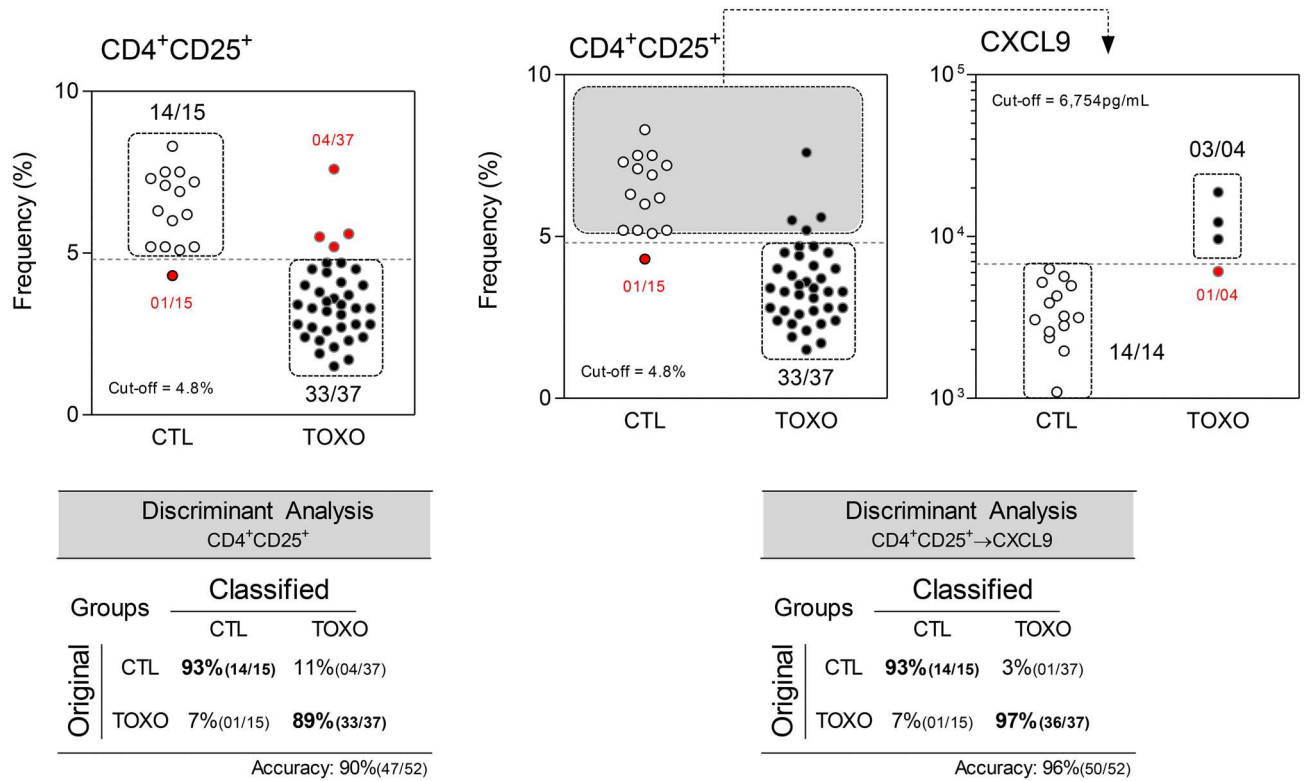 CD4+CD25+
Frequency (%)
10
5
0
14/15
04/37
01/15
33/37
Cut-off = 4.8%
CTL
TOXO
CD4+CD25+
Frequency (%)
10
5
0
01/15
33/37
Cut-off = 4.8%
CTL
TOXO
CXCL9
10^5
10^4
10^3
Cut-off = 6,754pg/mL
03/04
01/04
14/14
CTL
TOXO
Discriminant Analysis
CD4+CD25+
Groups
Classified
CTL TOXO
Original
CTL 93%(14/15) 11%(04/37)
TOXO 7%(01/15) 89%(33/37)
Accuracy: 90%(47/52)
Discriminant Analysis
CD4+CD25+→CXCL9
Groups
Classified
CTL TOXO
Original
CTL 93%(14/15) 3%(01/37)
TOXO 7%(01/15) 97%(36/37)
Accuracy: 96%(50/52)